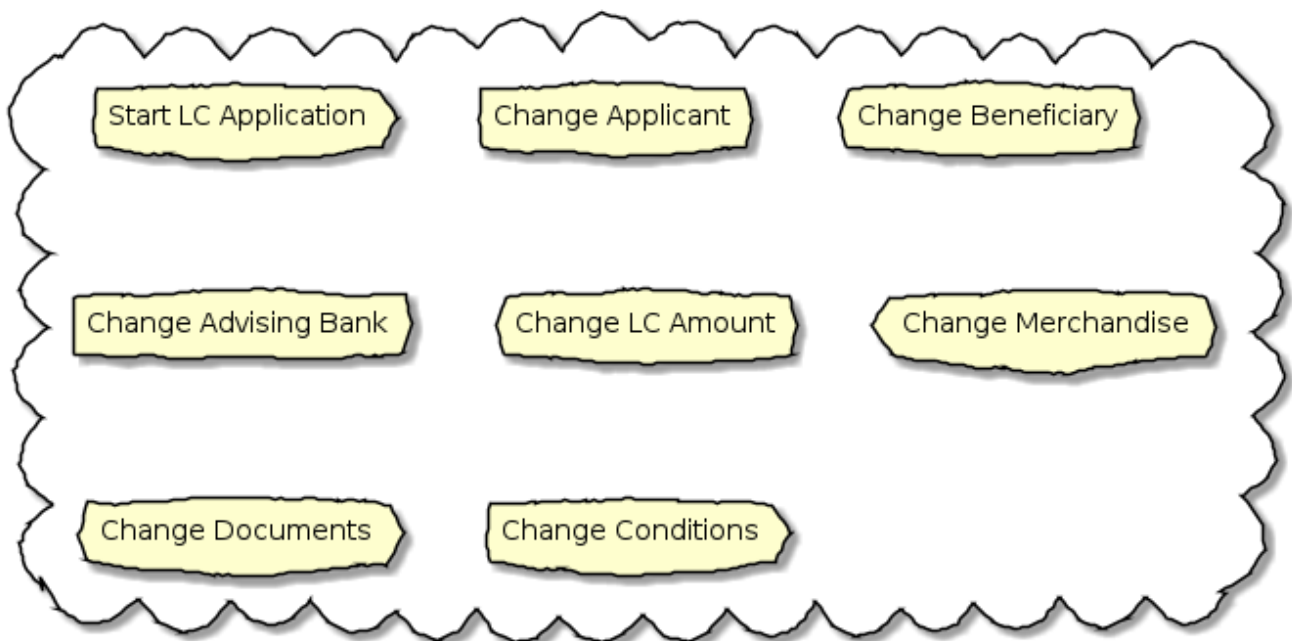 Start LC Application
Change Applicant
Change Beneficiary
Change Advising Bank
Change LC Amount
Change Merchandise
Change Documents
Change Conditions